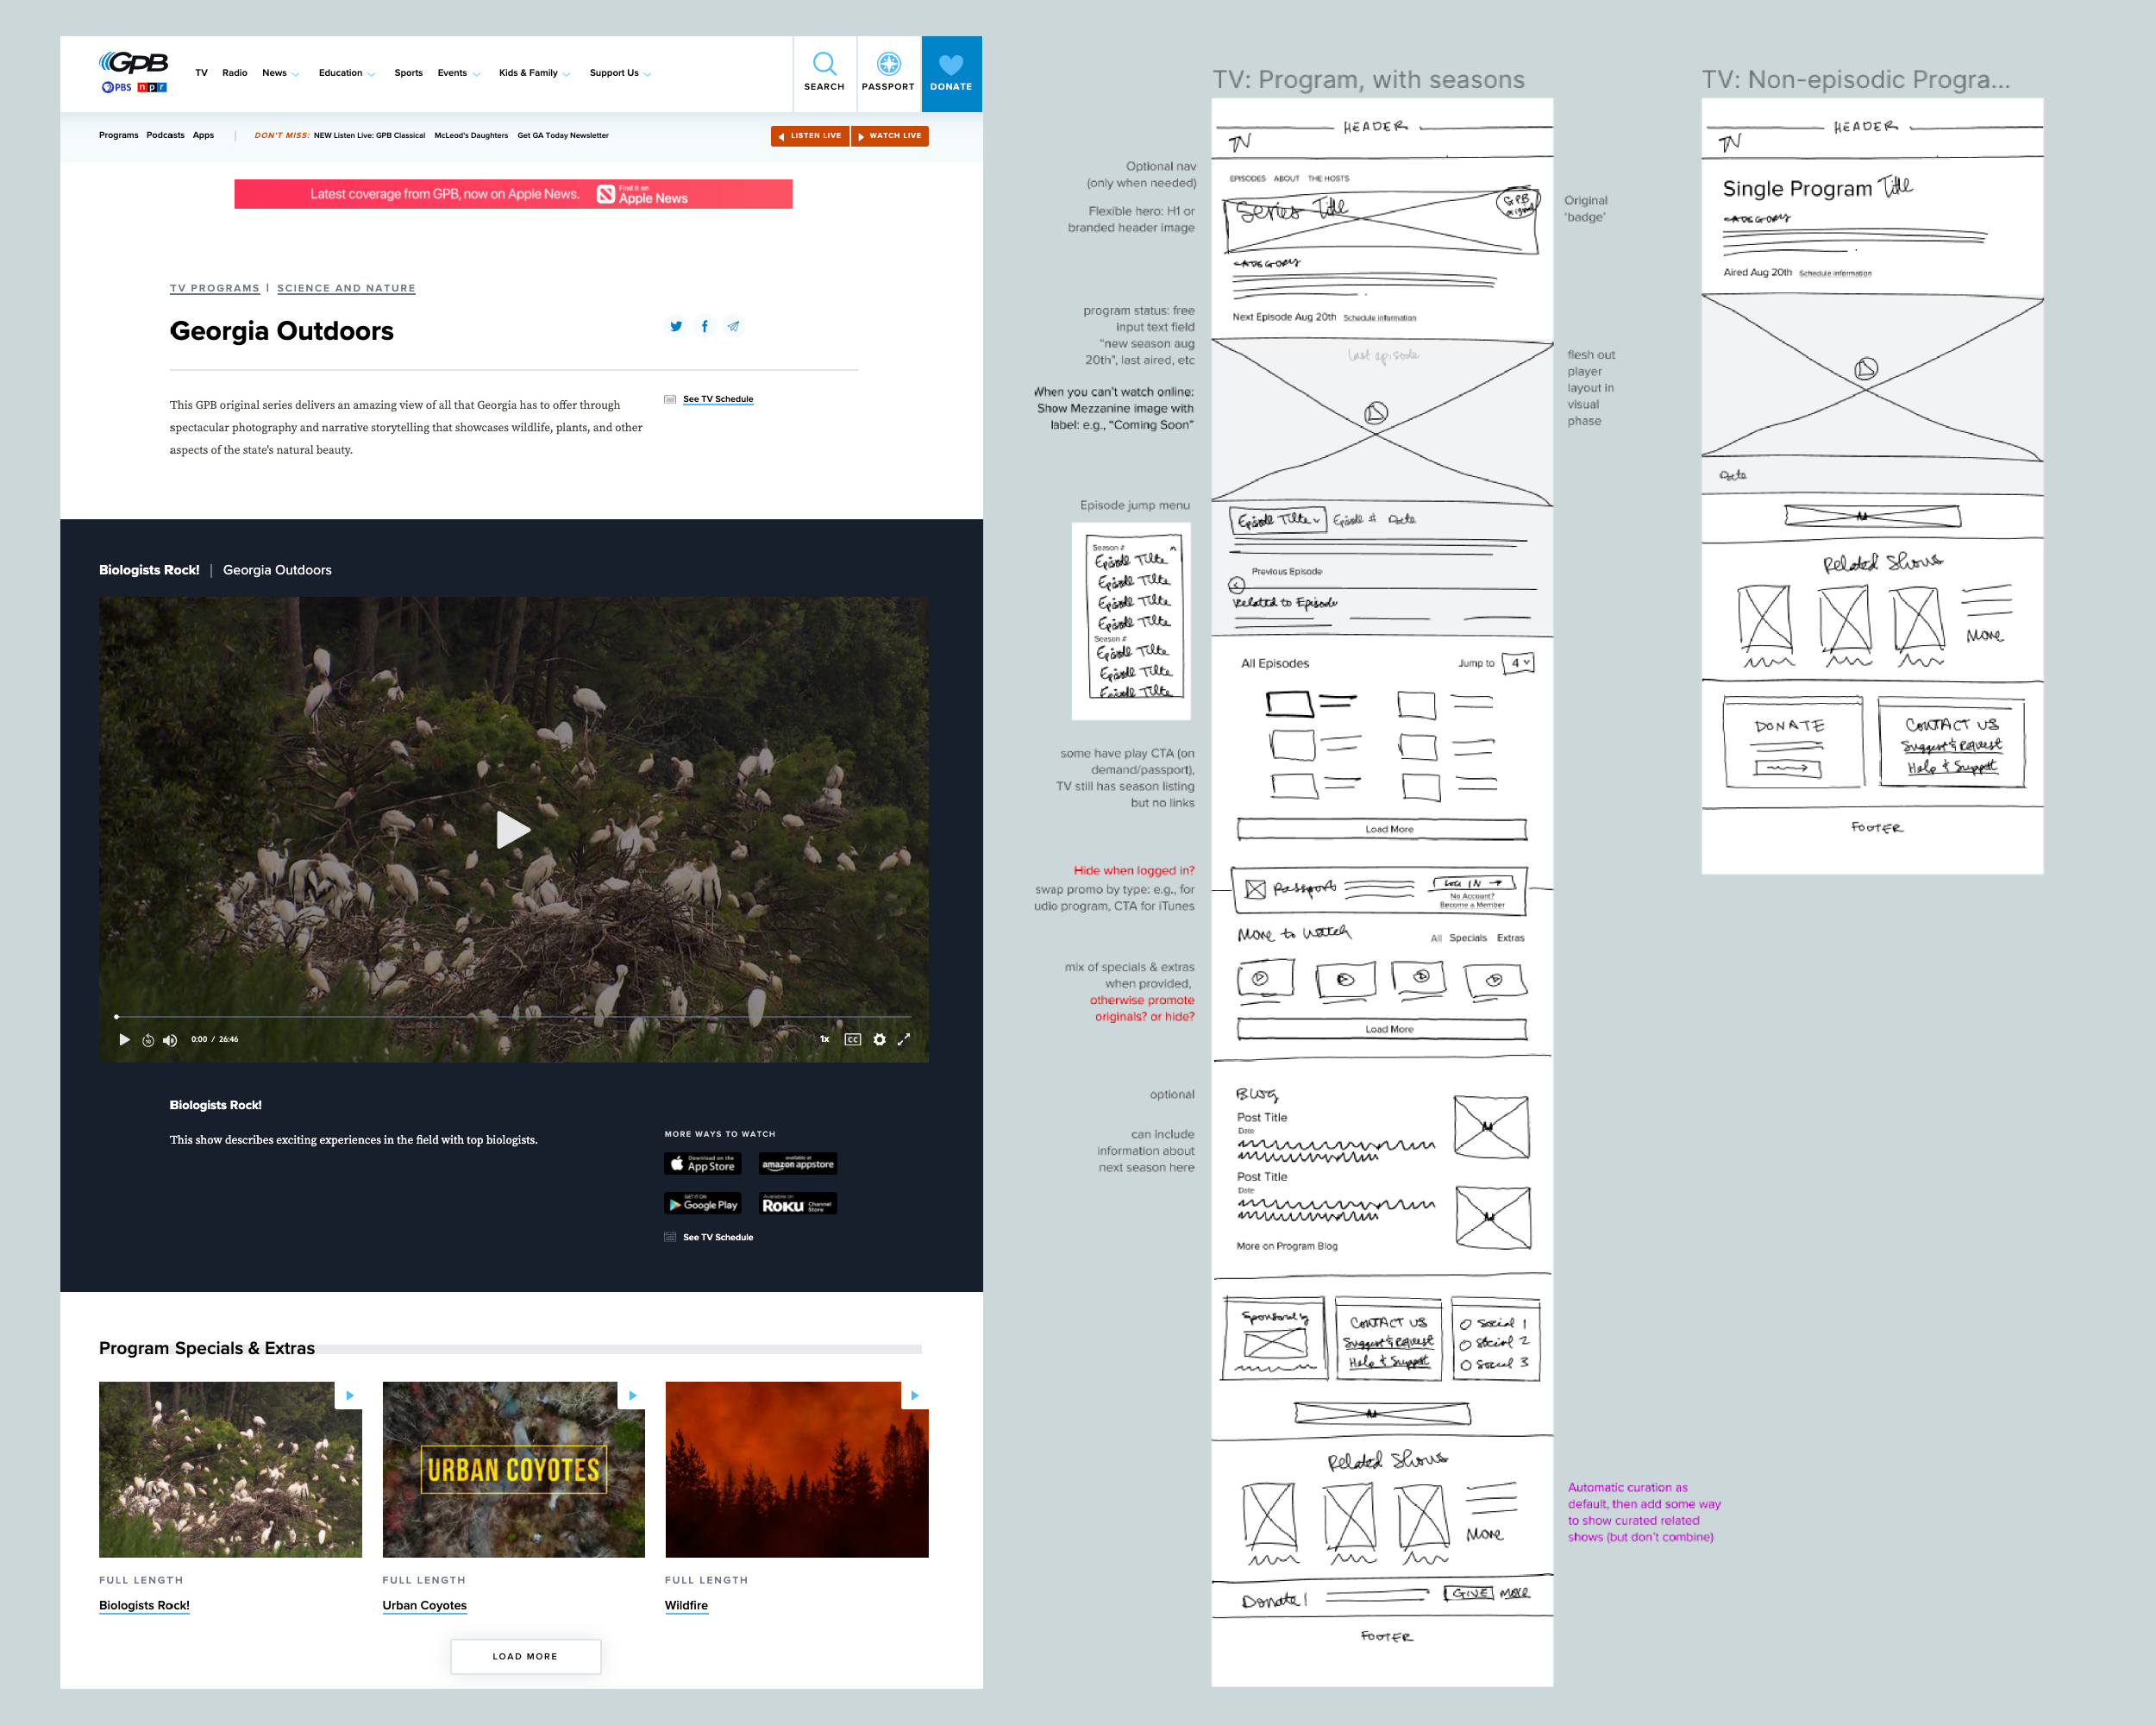 GPB
PBS npr
TV Radio News Education Sports Events Kids & Family Support Us
SEARCH PASSPORT DONATE
Programs Podcasts Apps | DON'T MISS: NEW Listen Live: GPB Classical McLeod's Daughters Get GA Today Newsletter
LISTEN LIVE WATCH LIVE
Latest coverage from GPB, now on Apple News. Find it on Apple News
TV PROGRAMS | SCIENCE AND NATURE
Georgia Outdoors
This GPB original series delivers an amazing view of all that Georgia has to offer through
spectacular photography and narrative storytelling that showcases wildlife, plants, and other
aspects of the state's natural beauty.
See TV Schedule
Biologists Rock! | Georgia Outdoors
0:00 / 26:46
1x CC
Biologists Rock!
This show describes exciting experiences in the field with top biologists.
MORE WAYS TO WATCH
Download on the App Store
available at amazon appstore
GET IT ON Google Play
Available on Roku Channel Store
See TV Schedule
Program Specials & Extras
URBAN COYOTES
FULL LENGTH
Biologists Rock!
FULL LENGTH
Urban Coyotes
FULL LENGTH
Wildfire
LOAD MORE
Optional nav
(only when needed)
Flexible hero: H1 or
branded header image
program status: free
input text field
"new season aug
20th", last aired, etc
When you can't watch online:
Show Mezzanine image with
label: e.g., "Coming Soon"
Episode jump menu
Season #
Episode Title
Episode Title
Episode Title
Episode Title
Season #
Episode Title
Episode Title
Episode Title
some have play CTA (on
demand/passport),
TV still has season listing
but no links
Hide when logged in?
swap promo by type: e.g., for
udio program, CTA for iTunes
mix of specials & extras
when provided,
otherwise promote
originals? or hide?
optional
can include
information about
next season here
TV: Program, with seasons
HEADER
TV
EPISODES ABOUT THE HOSTS
Series Title
GPB original
CATEGORY
Next Episode Aug 20th Schedule information
last episode
Episode Title Episode # Date
Previous Episode
Related to Episode
All Episodes Jump to 4
Load More
Passport LOG IN
No Account?
Become a Member
More to Watch All Specials Extras
Load More
BLOG
Post Title
Date
Post Title
Date
More on Program Blog
Sponsored by
CONTACT US
Suggest & Request
Help & Support
Social 1
Social 2
Social 3
Ad
Related Shows
More
Donate! GIVE MORE
FOOTER
Original
'badge'
flesh out
player
layout in
visual
phase
Automatic curation as
default, then add some way
to show curated related
shows (but don't combine)
TV: Non-episodic Progra...
HEADER
TV
Single Program Title
CATEGORY
Aired Aug 20th Schedule information
Date
Ad
Related Shows
More
DONATE
CONTACT US
Suggest & Request
Help & Support
FOOTER